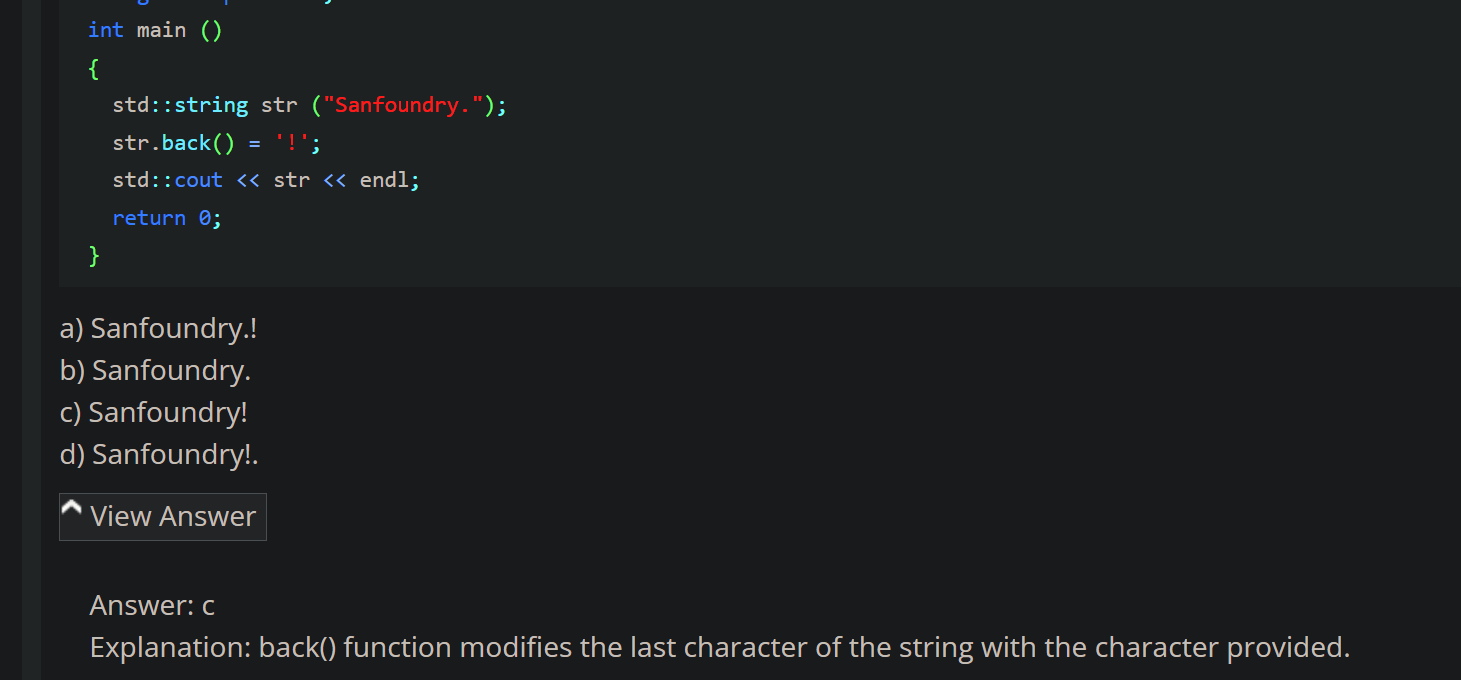 int main ()
{
std::string str ("Sanfoundry.");
str.back() = '!';
std::cout << str << endl;
return 0;
}
a) Sanfoundry.!
b) Sanfoundry.
c) Sanfoundry!
d) Sanfoundry!.
View Answer
Answer: c
Explanation: back() function modifies the last character of the string with the character provided.